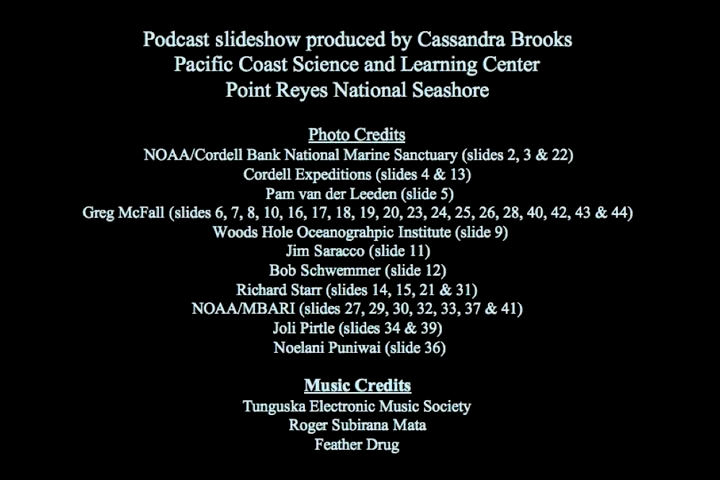 Podcast slideshow produced by Cassandra Brooks
Pacific Coast Science and Learning Center
Point Reyes National Seashore
Photo Credits
NOAA/Cordell Bank National Marine Sanctuary (slides 2, 3 & 22)
Cordell Expeditions (slides 4 & 13)
Pam van der Leeden (slide 5)
Greg McFall (slides 6, 7, 8, 10, 16, 17, 18, 19, 20, 23, 24, 25, 26, 28, 40, 42, 43 & 44)
Woods Hole Oceanograhpic Institute (slide 9)
Jim Saracco (slide 11)
Bob Schwemmer (slide 12)
Richard Starr (slides 14, 15, 21 & 31)
NOAA/MBARI (slides 27, 29, 30, 32, 33, 37 & 41)
Joli Pirtle (slides 34 & 39)
Noelani Puniwai (slide 36)
Music Credits
Tunguska Electronic Music Society
Roger Subirana Mata
Feather Drug